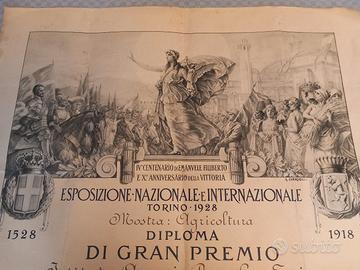 IV CENTENARIO DI EMANVELE FILIBERTO
E X° ANNIVERSARIO DELLA VITTORIA
ESPOSIZIONE·NAZIONALE·E·INTERNAZIONALE
TORINO·1928
Mostra: Agricoltura
1528
DIPLOMA
1918
DI GRAN PREMIO
subito